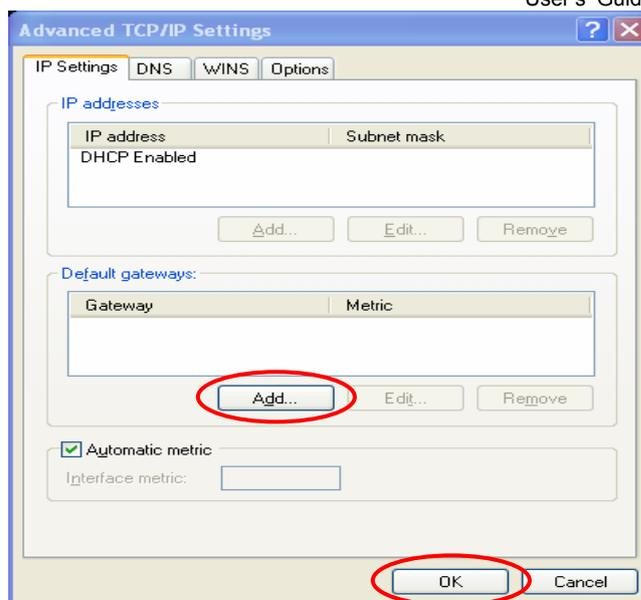 User's Guid
Advanced TCP/IP Settings
IP Settings DNS WINS Options
IP addresses
IP address Subnet mask
DHCP Enabled
Add... Edit... Remove
Default gateways:
Gateway Metric
Add... Edit... Remove
Automatic metric
Interface metric:
OK Cancel